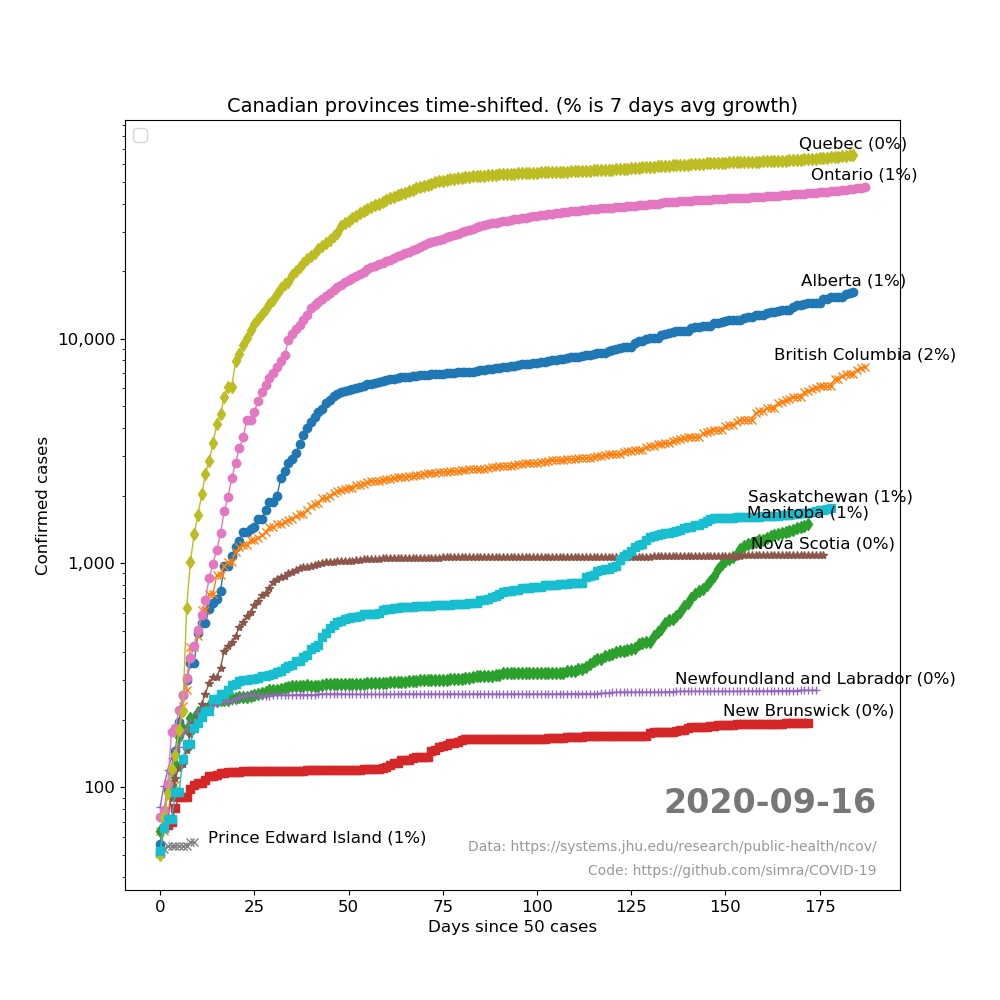 Canadian provinces time-shifted. (% is 7 days avg growth)
Quebec (0%)
Ontario (1%)
Alberta (1%)
10,000
British Columbia (2%)
Saskatchewan (1%)
Manitoba (1%)
Nova Scotia (0%)
1,000
Newfoundland and Labrador (0%)
New Brunswick (0%)
100
2020-09-16
Prince Edward Island (1%)
Data: https://systems.jhu.edu/research/public-health/ncov/
Code: https://github.com/simra/COVID-19
Confirmed cases
0 25 50 75 100 125 150 175
Days since 50 cases